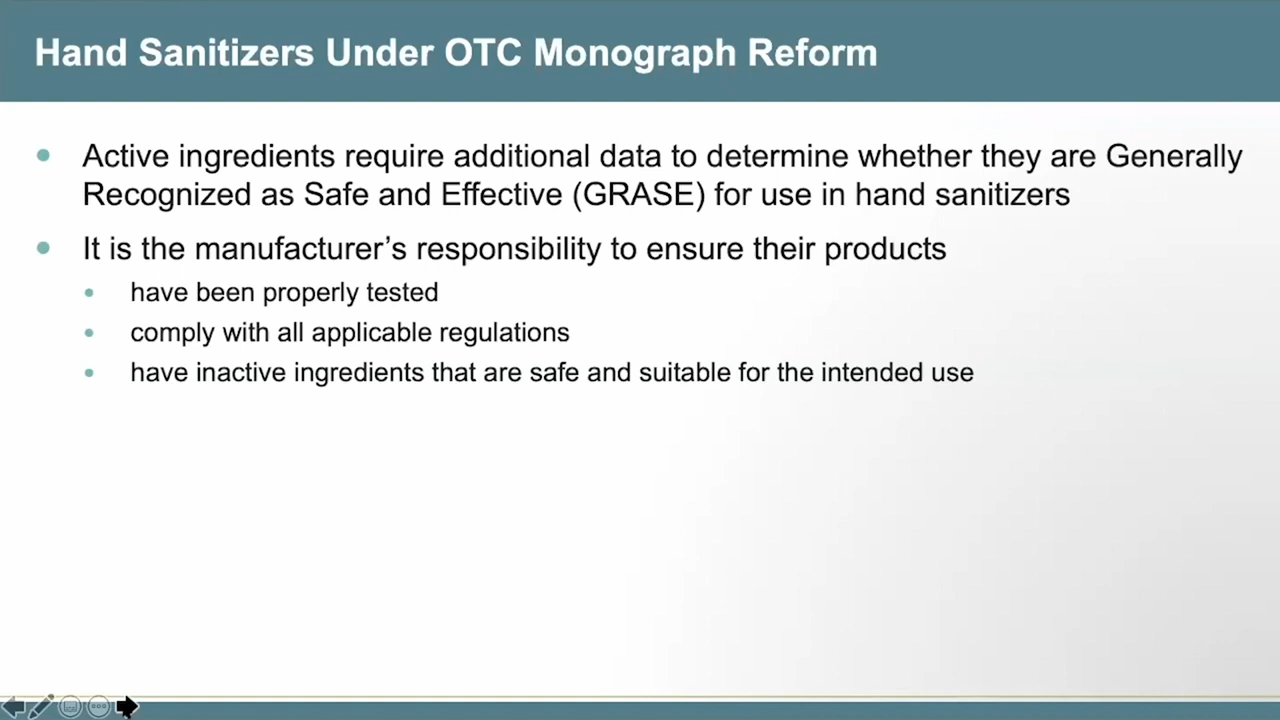 Hand Sanitizers Under OTC Monograph Reform
Active ingredients require additional data to determine whether they are Generally
Recognized as Safe and Effective (GRASE) for use in hand sanitizers
It is the manufacturer’s responsibility to ensure their products
have been properly tested
comply with all applicable regulations
have inactive ingredients that are safe and suitable for the intended use